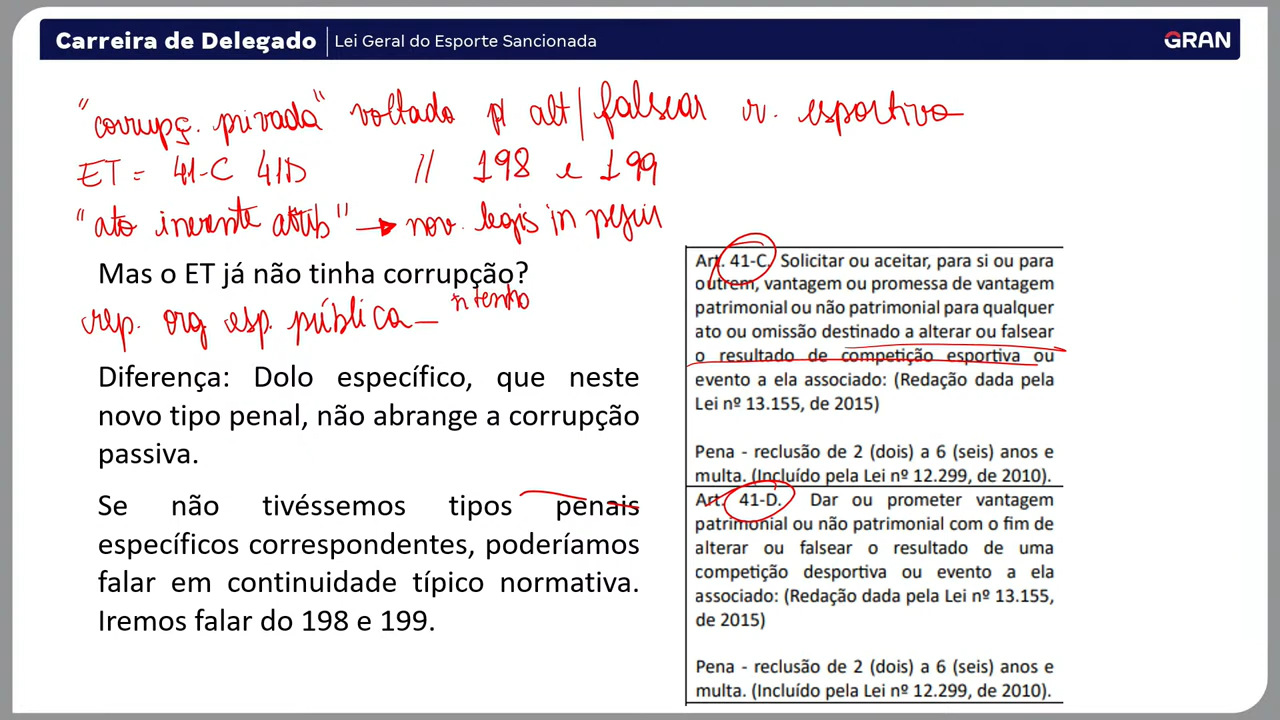 Carreira de Delegado | Lei Geral do Esporte Sancionada
GRAN
"corrupç. privada" voltado p/ alt/falsear r. esportivo
ET = 41-C 41D // 198 e 199
"ato inerente atrib" → nov. legis in pejus
Mas o ET já não tinha corrupção?
rep. org esp. pública –
Diferença: Dolo específico, que neste
novo tipo penal, não abrange a corrupção
passiva.
Se não tivéssemos tipos penais
específicos correspondentes, poderíamos
falar em continuidade típico normativa.
Iremos falar do 198 e 199.
Art. 41-C. Solicitar ou aceitar, para si ou para
outrem, vantagem ou promessa de vantagem
patrimonial ou não patrimonial para qualquer
ato ou omissão destinado a alterar ou falsear
o resultado de competição esportiva ou
evento a ela associado: (Redação dada pela
Lei nº 13.155, de 2015)
Pena - reclusão de 2 (dois) a 6 (seis) anos e
multa. (Incluído pela Lei nº 12.299, de 2010).
Art. 41-D. Dar ou prometer vantagem
patrimonial ou não patrimonial com o fim de
alterar ou falsear o resultado de uma
competição desportiva ou evento a ela
associado: (Redação dada pela Lei nº 13.155,
de 2015)
Pena - reclusão de 2 (dois) a 6 (seis) anos e
multa. (Incluído pela Lei nº 12.299, de 2010).